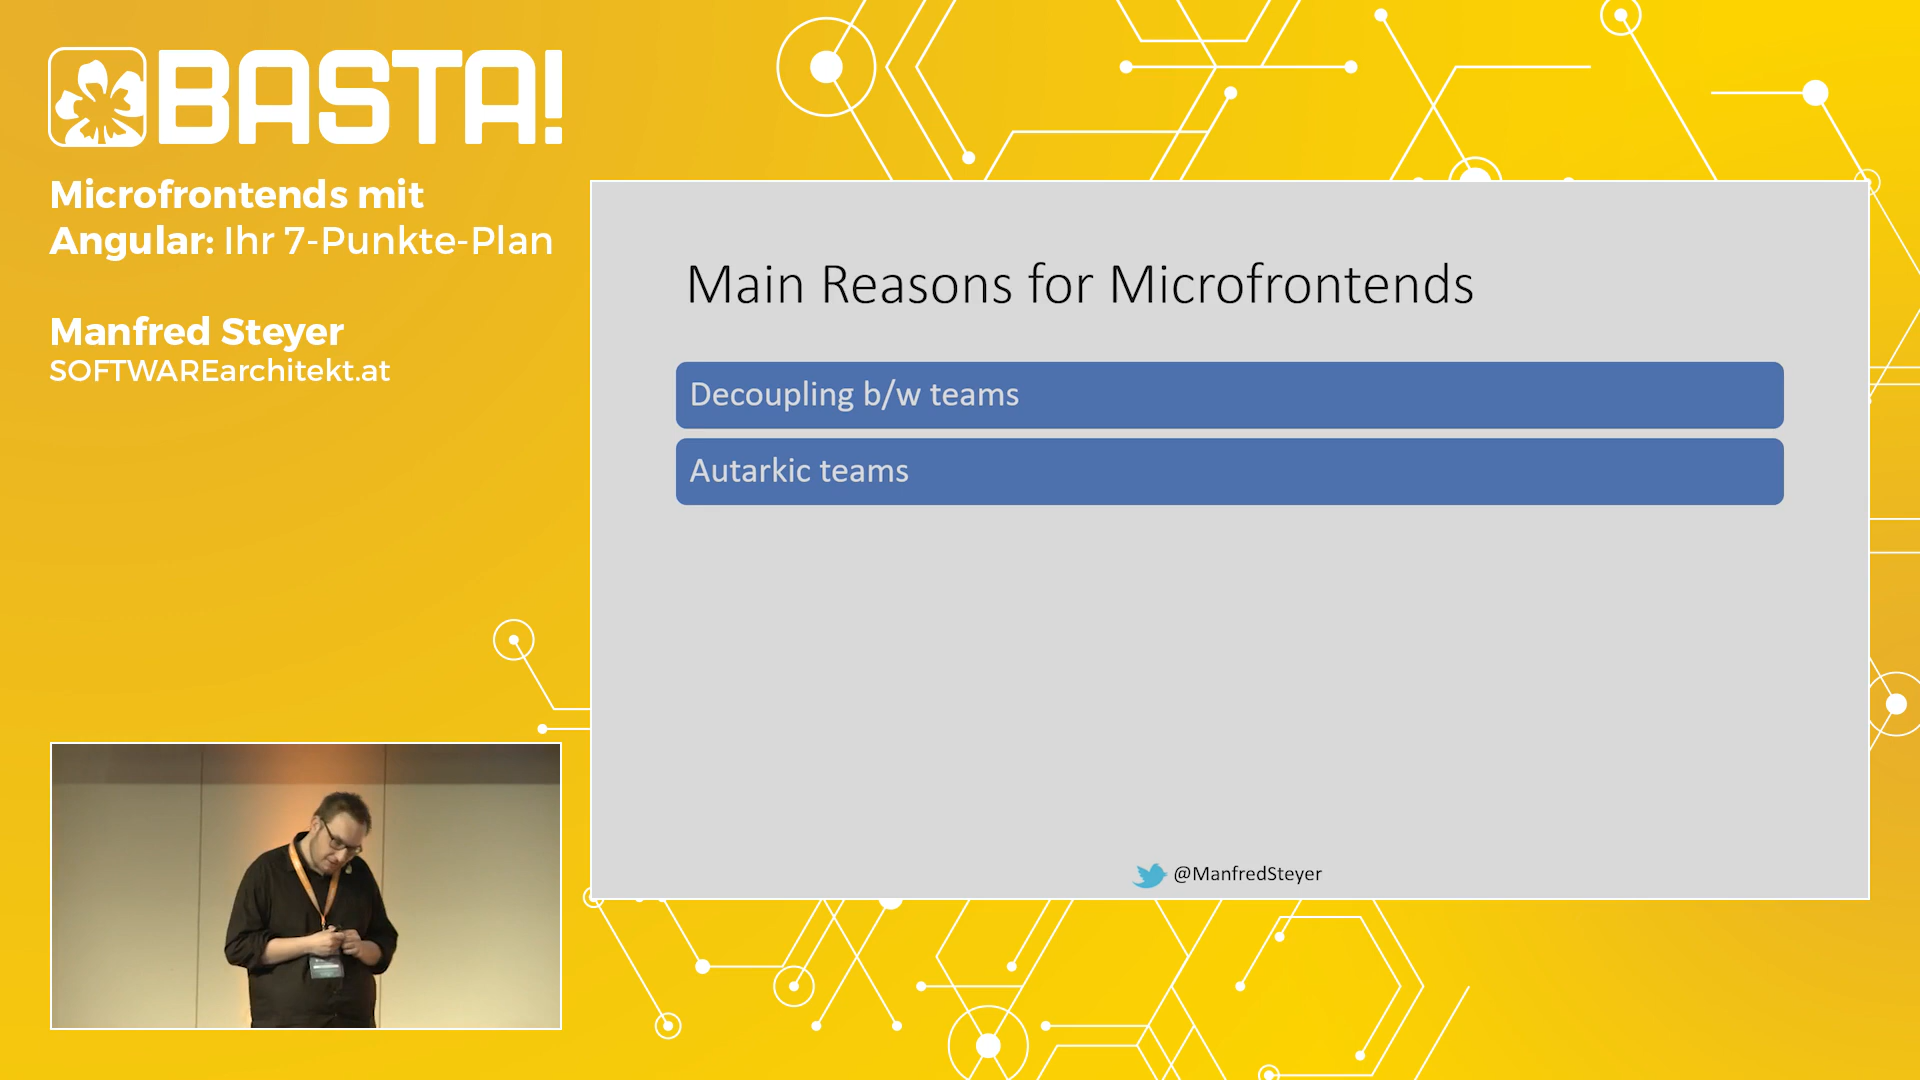 BASTA!
Microfrontends mit
Angular: Ihr 7-Punkte-Plan
Manfred Steyer
SOFTWAREarchitekt.at
Main Reasons for Microfrontends
Decoupling b/w teams
Autarkic teams
@ManfredSteyer